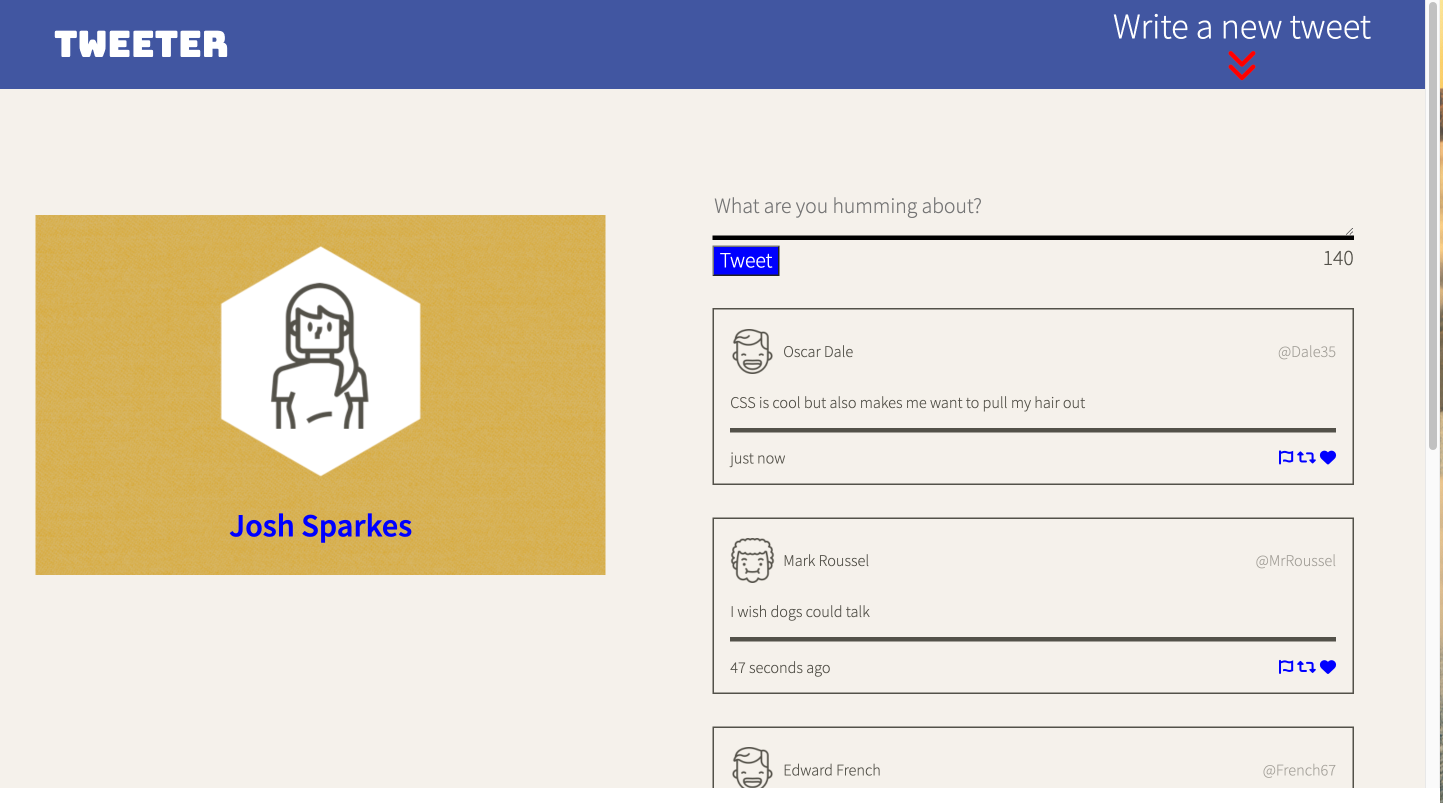 TWEETER
Write a new tweet
Josh Sparkes
What are you humming about?
Tweet
140
Oscar Dale
@Dale35
CSS is cool but also makes me want to pull my hair out
just now
Mark Roussel
@MrRoussel
I wish dogs could talk
47 seconds ago
Edward French
@French67